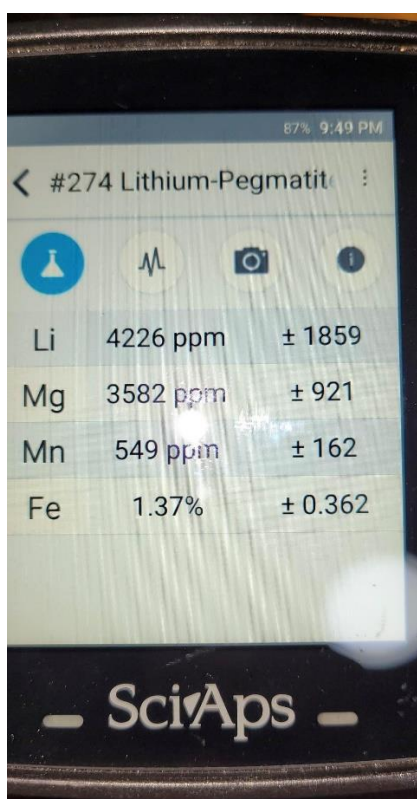 87% 9:49 PM
#274 Lithium-Pegmatit
Li 4226 ppm ± 1859
Mg 3582 ppm ± 921
Mn 549 ppm ± 162
Fe 1.37% ± 0.362
SciAps